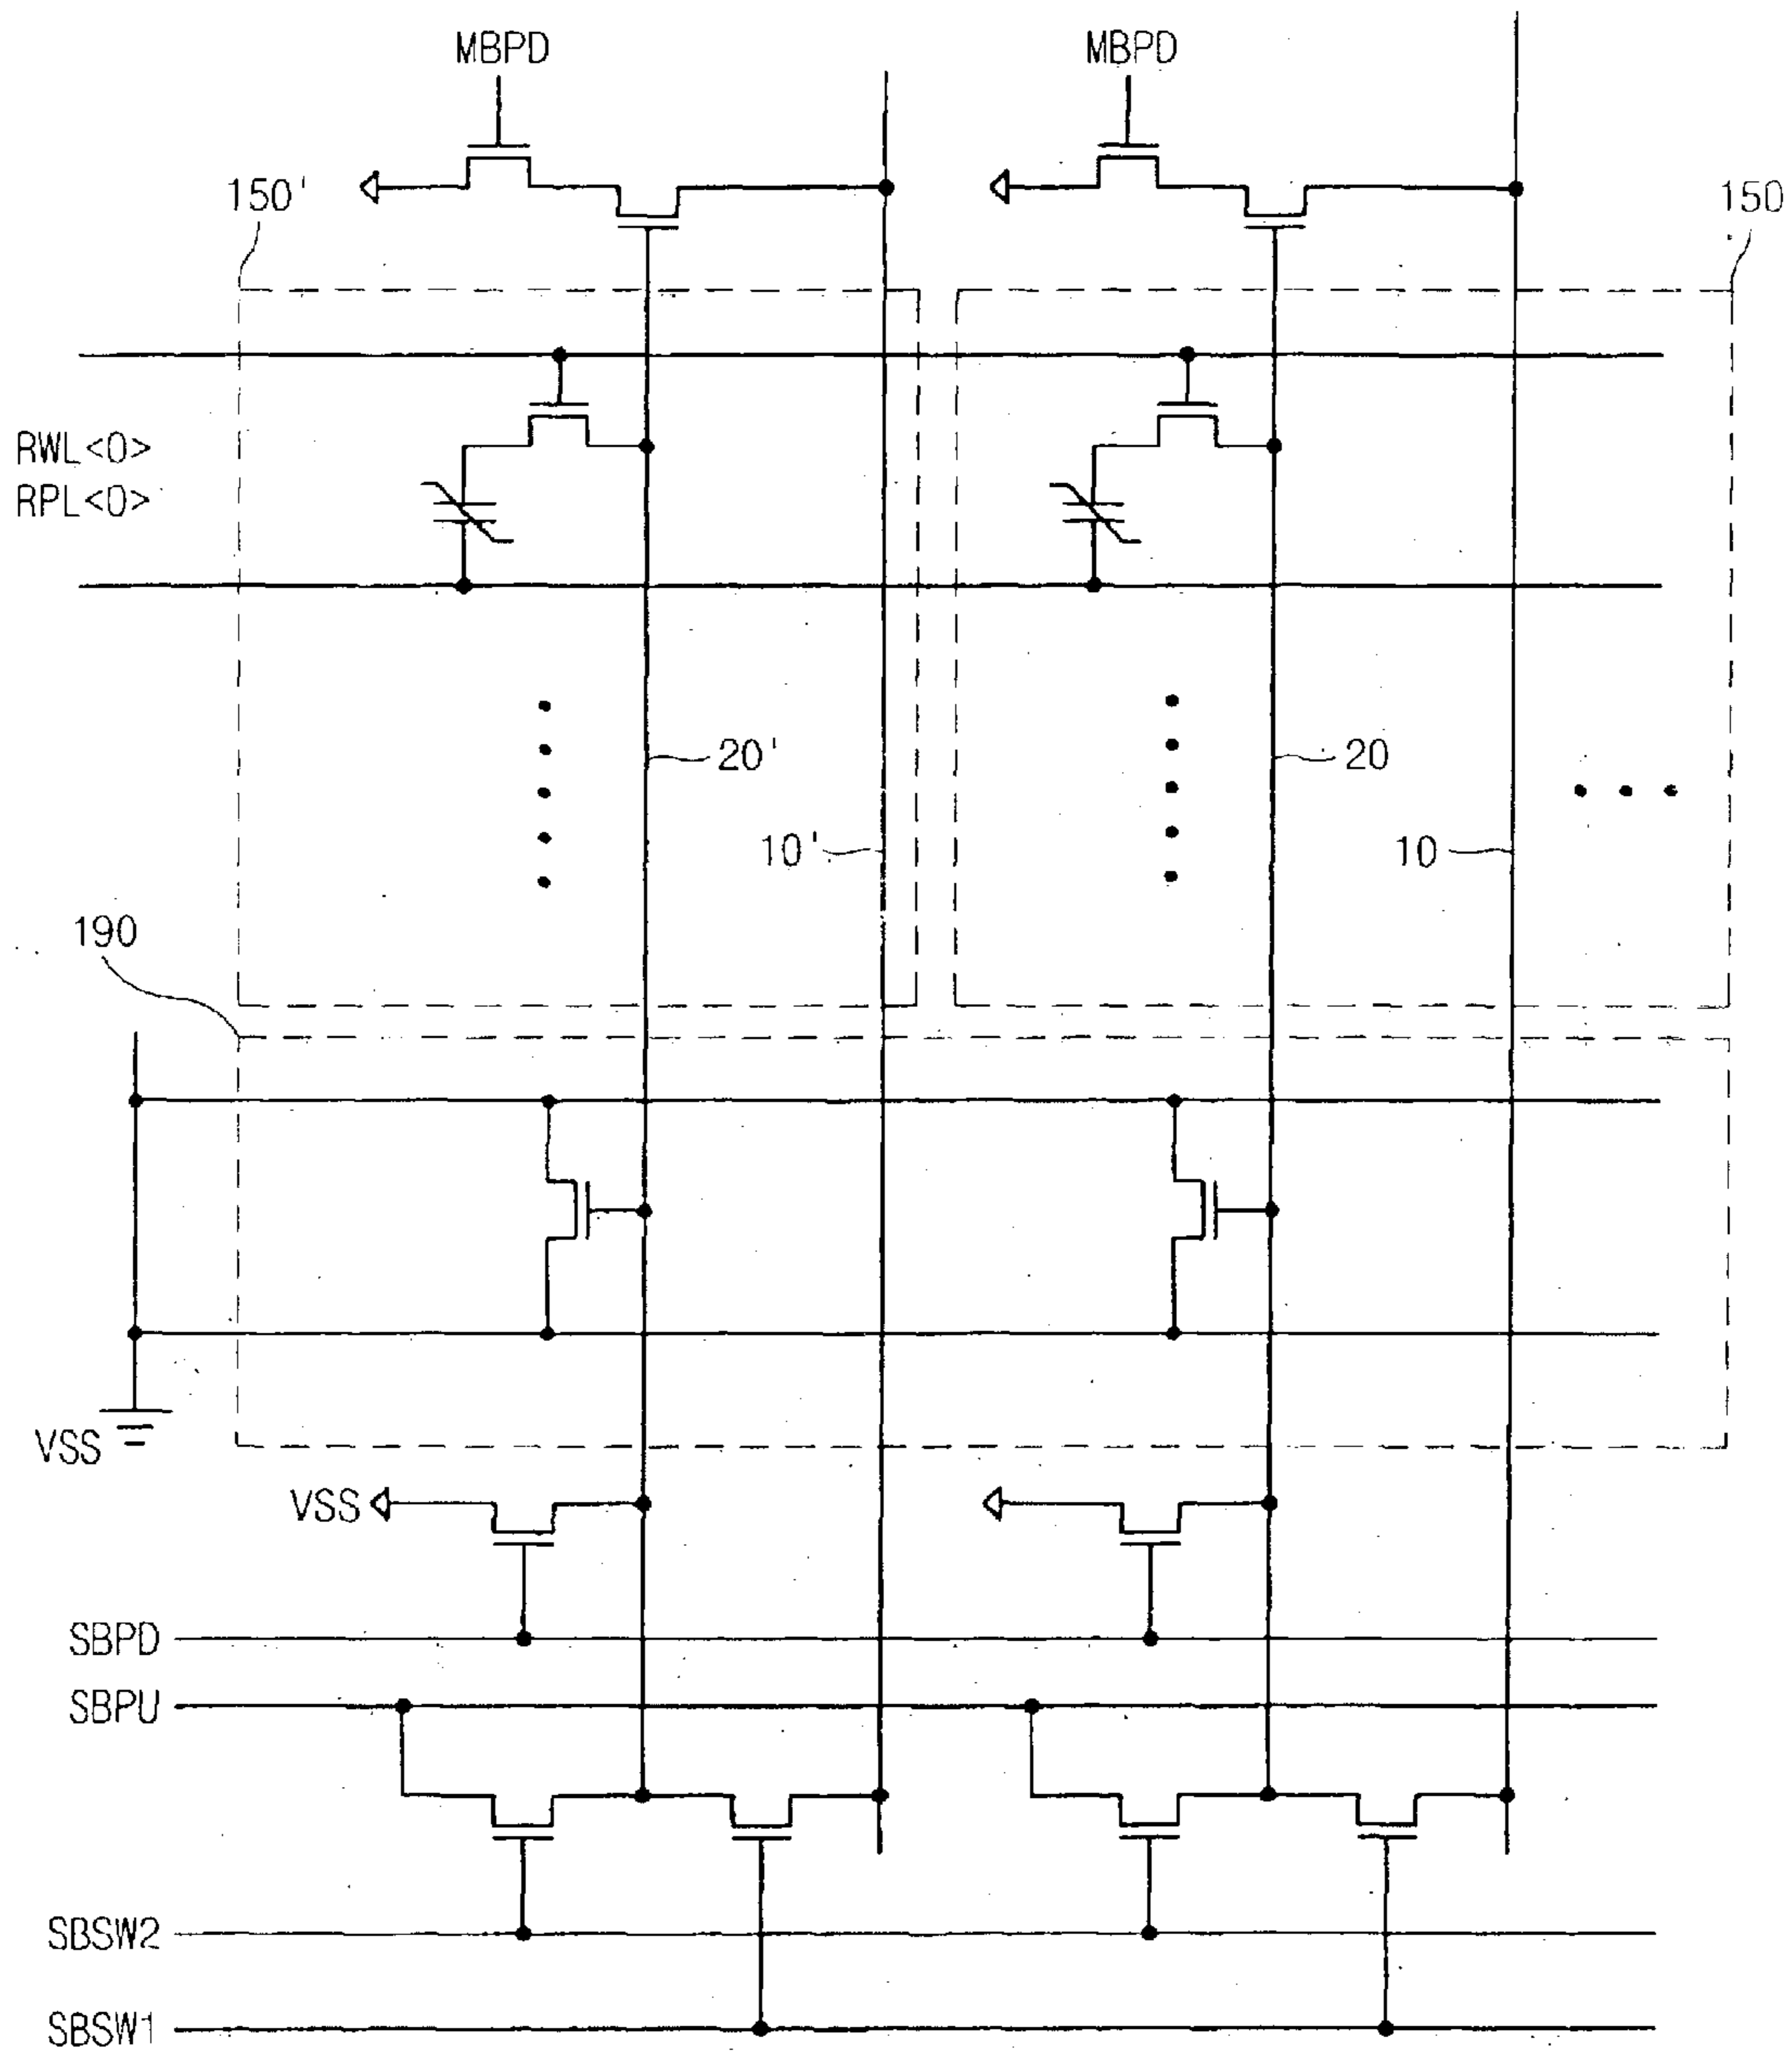 MBPD MBPD
150' 150
RWL<0>
RPL<0>
20' 20
10' 10
190
VSS
VSS
SBPD
SBPU
SBSW2
SBSW1